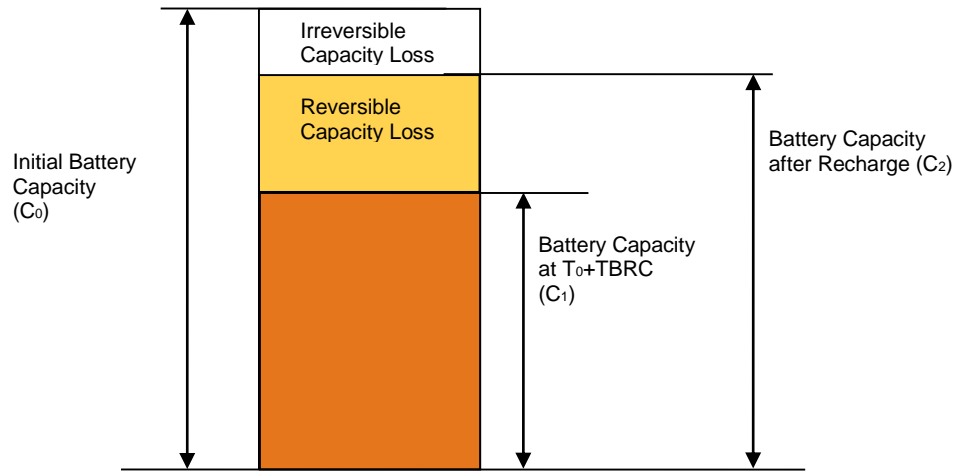 Irreversible
Capacity Loss
Reversible
Capacity Loss
Initial Battery
Capacity
(C0)
Battery Capacity
after Recharge (C2)
Battery Capacity
at T0+TBRC
(C1)